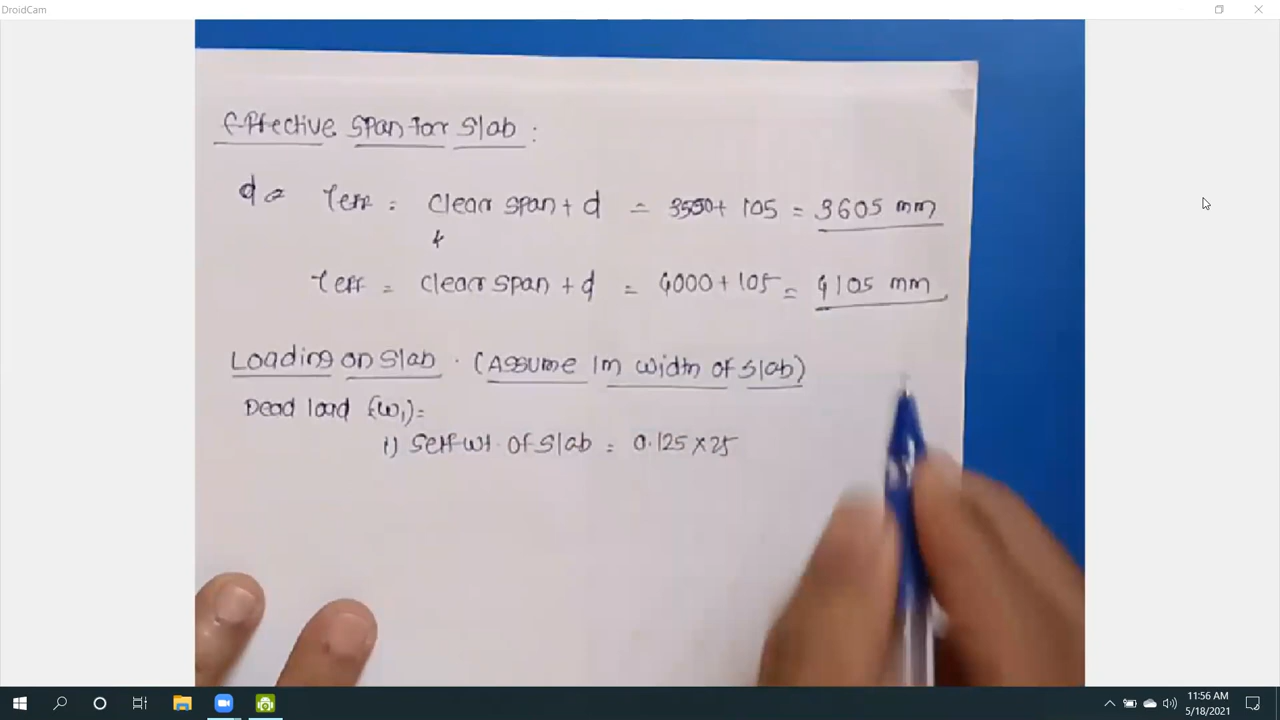 DroidCam
Effective Span for Slab :
d = leff = Clear span + d = 3500 + 105 = 3605 mm
&
leff = Clear span + d = 4000 + 105 = 4105 mm
Loading on Slab . (Assume 1m width of Slab)
Dead load (w1) =
1) Self wt. of Slab = 0.125 x 25
11:56 AM
5/18/2021